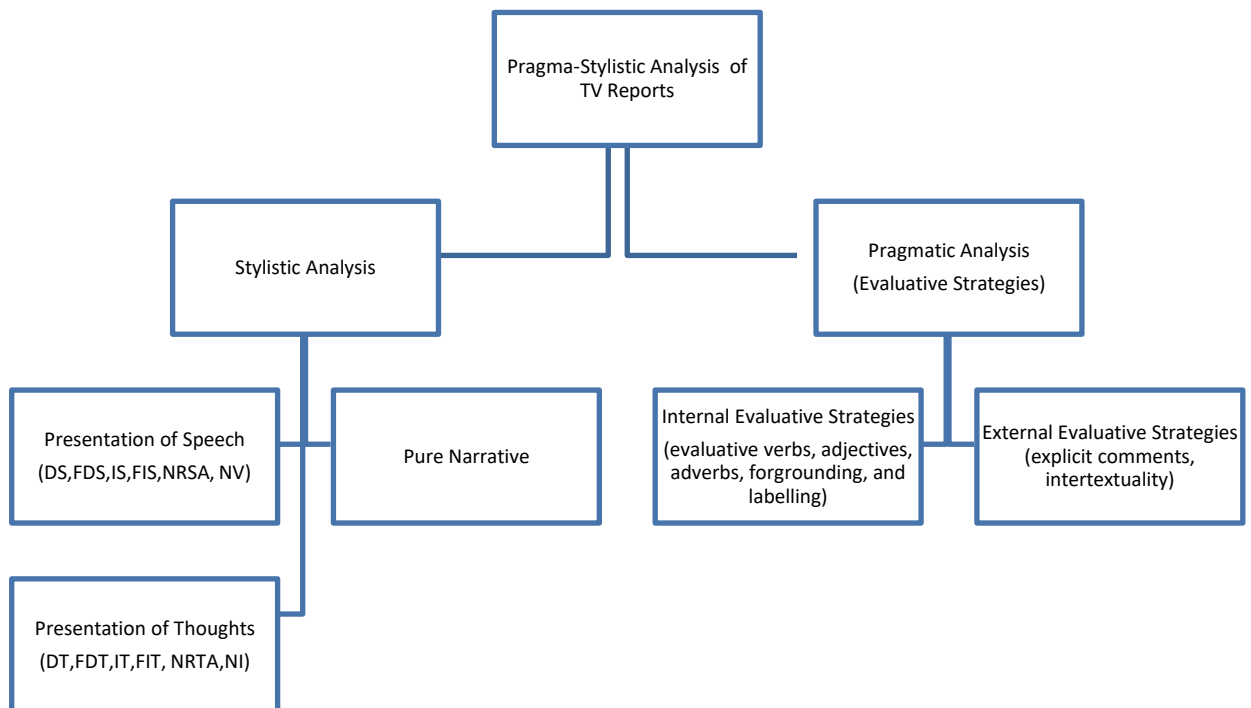 Pragma-Stylistic Analysis of
TV Reports
Stylistic Analysis
Pragmatic Analysis
(Evaluative Strategies)
Presentation of Speech
(DS,FDS,IS,FIS,NRSA, NV)
Pure Narrative
Internal Evaluative Strategies
(evaluative verbs, adjectives,
adverbs, forgrounding, and
labelling)
External Evaluative Strategies
(explicit comments,
intertextuality)
Presentation of Thoughts
(DT,FDT,IT,FIT, NRTA,NI)